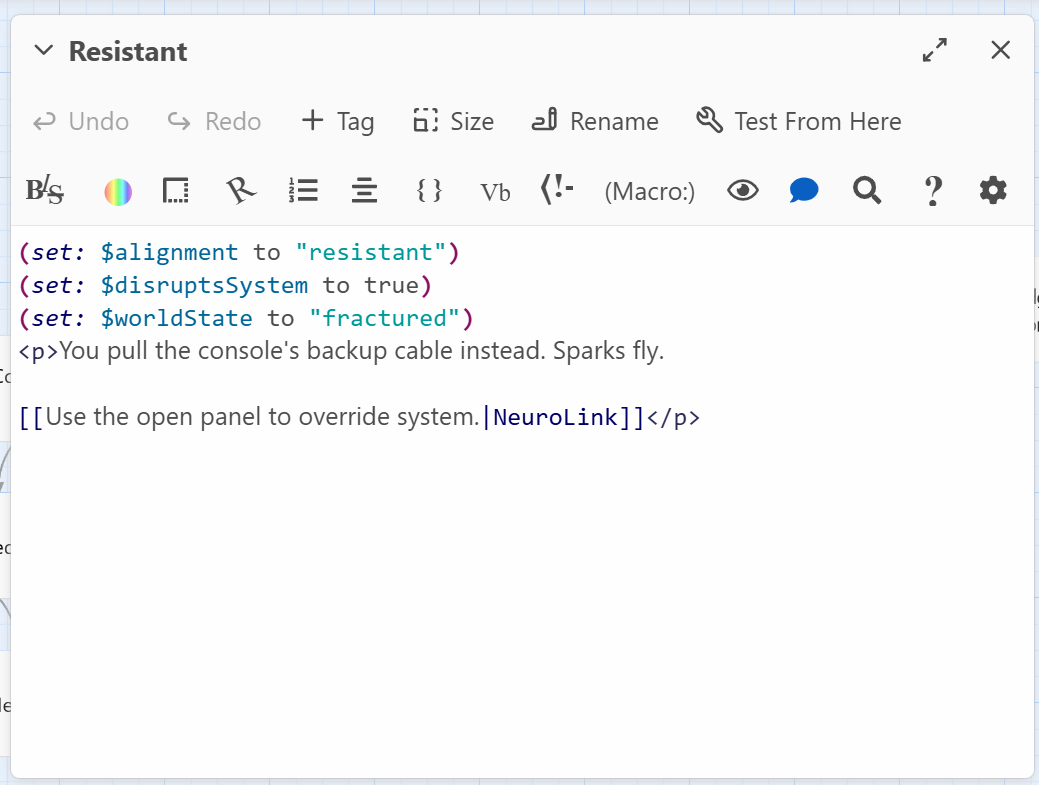 Resistant
Undo Redo + Tag Size Rename Test From Here
B/S Vb (Macro:) ?
(set: $alignment to "resistant")
(set: $disruptsSystem to true)
(set: $worldState to "fractured")
<p>You pull the console's backup cable instead. Sparks fly.
[[Use the open panel to override system.|NeuroLink]]</p>